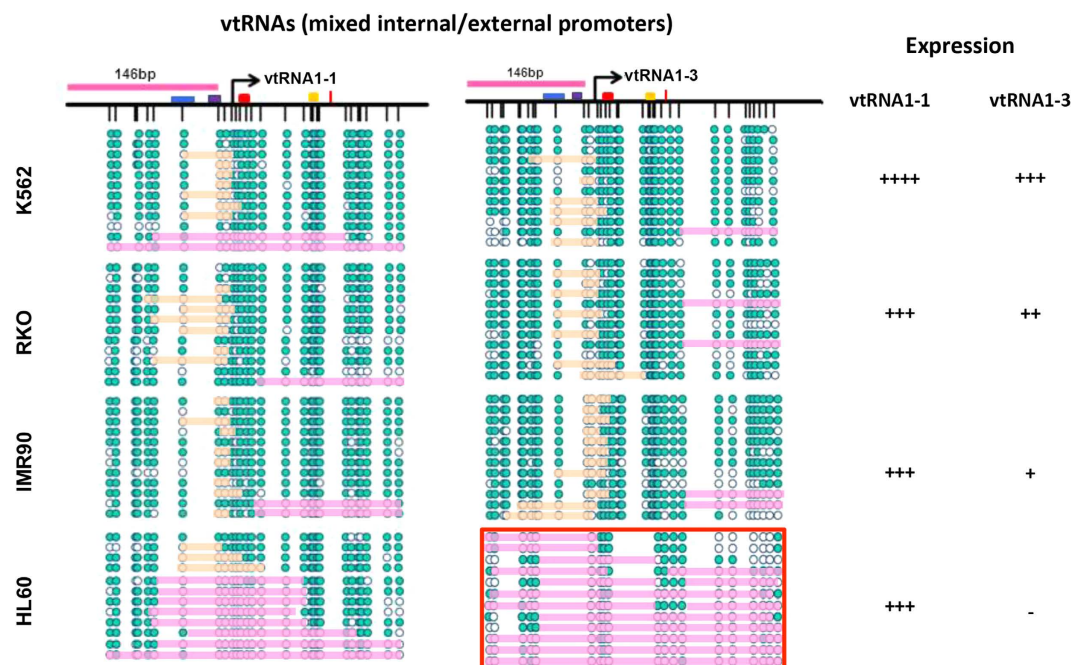 vtRNAs (mixed internal/external promoters)
Expression
146bp
vtRNA1-1
146bp
vtRNA1-3
vtRNA1-1
vtRNA1-3
K562
++++
+++
RKO
+++
++
IMR90
+++
+
HL60
+++
-